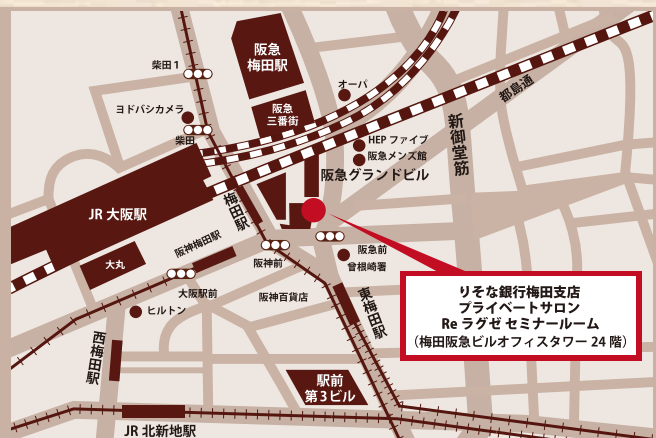 阪急
梅田駅
柴田1
阪急
三番街
オーパ
都島通
ヨドバシカメラ
柴田
HEP ファイブ
阪急メンズ館
新御堂筋
阪急グランドビル
梅田駅
JR 大阪駅
阪神梅田駅
大丸
阪神前
阪急前
曽根崎警
大阪駅前
阪神百貨店
ヒルトン
東梅田駅
西梅田駅
りそな銀行梅田支店
プライベートサロン
Re ラグゼ セミナールーム
（梅田阪急ビルオフィスタワー 24 階）
駅前
第3ビル
JR 北新地駅